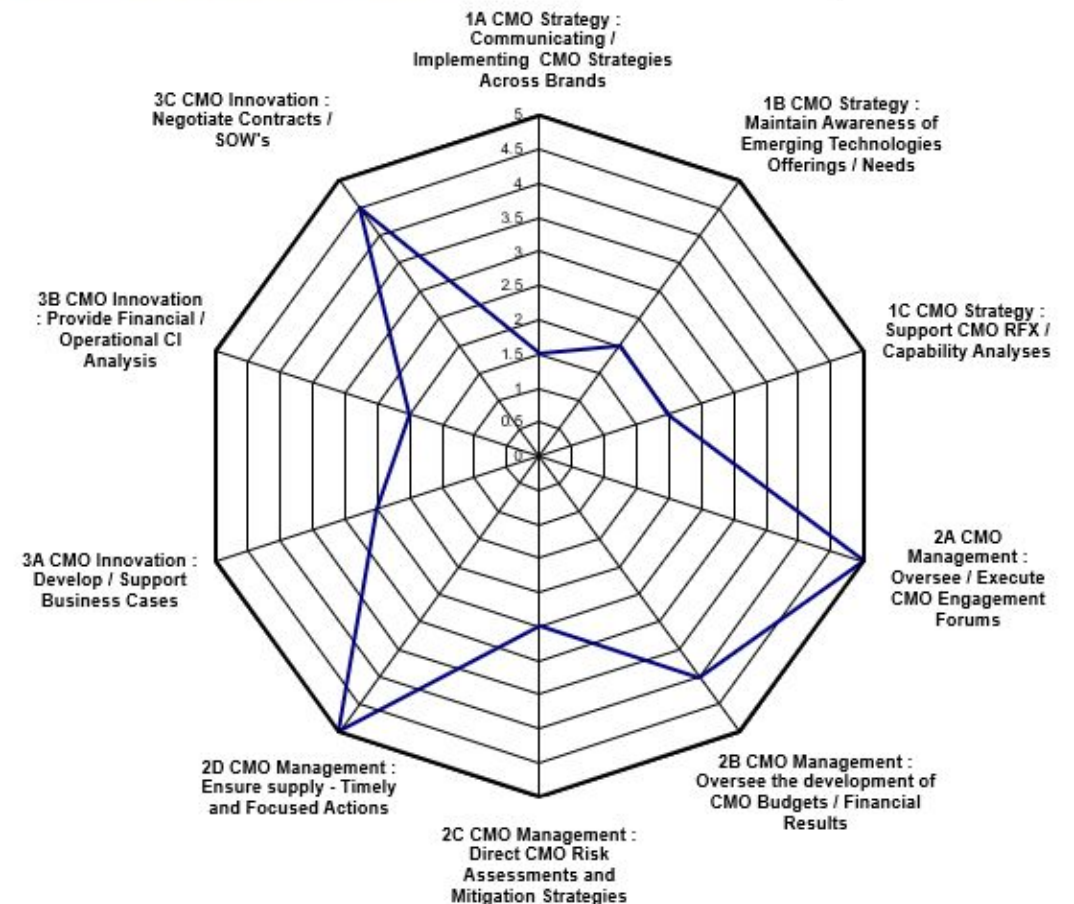 1A CMO Strategy :
Communicating /
Implementing CMO Strategies
Across Brands
1B CMO Strategy :
Maintain Awareness of
Emerging Technologies
Offerings / Needs
1C CMO Strategy :
Support CMO RFX /
Capability Analyses
2A CMO
Management :
Oversee / Execute
CMO Engagement
Forums
2B CMO Management :
Oversee the development of
CMO Budgets / Financial
Results
2C CMO Management :
Direct CMO Risk
Assessments and
Mitigation Strategies
2D CMO Management :
Ensure supply - Timely
and Focused Actions
3A CMO Innovation :
Develop / Support
Business Cases
3B CMO Innovation
: Provide Financial /
Operational CI
Analysis
3C CMO Innovation :
Negotiate Contracts /
SOW's
5
4.5
4
3.5
3
2.5
2
1.5
1
0.5
0